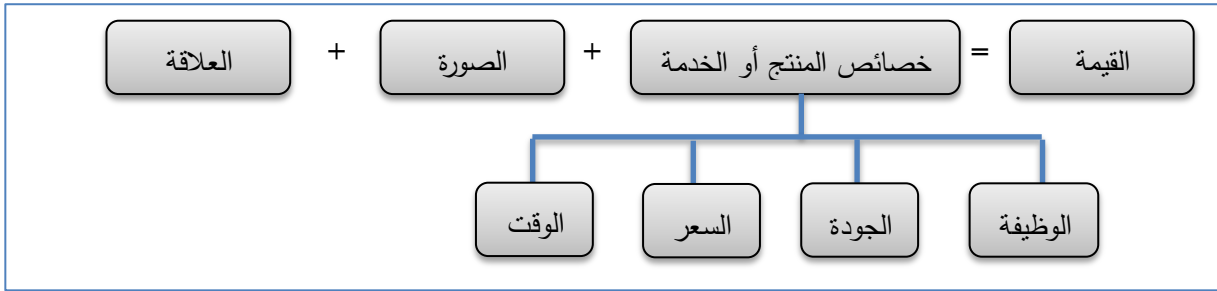 القيمة = خصائص المنتج أو الخدمة + الصورة + العلاقة
الوظيفة الجودة السعر الوقت